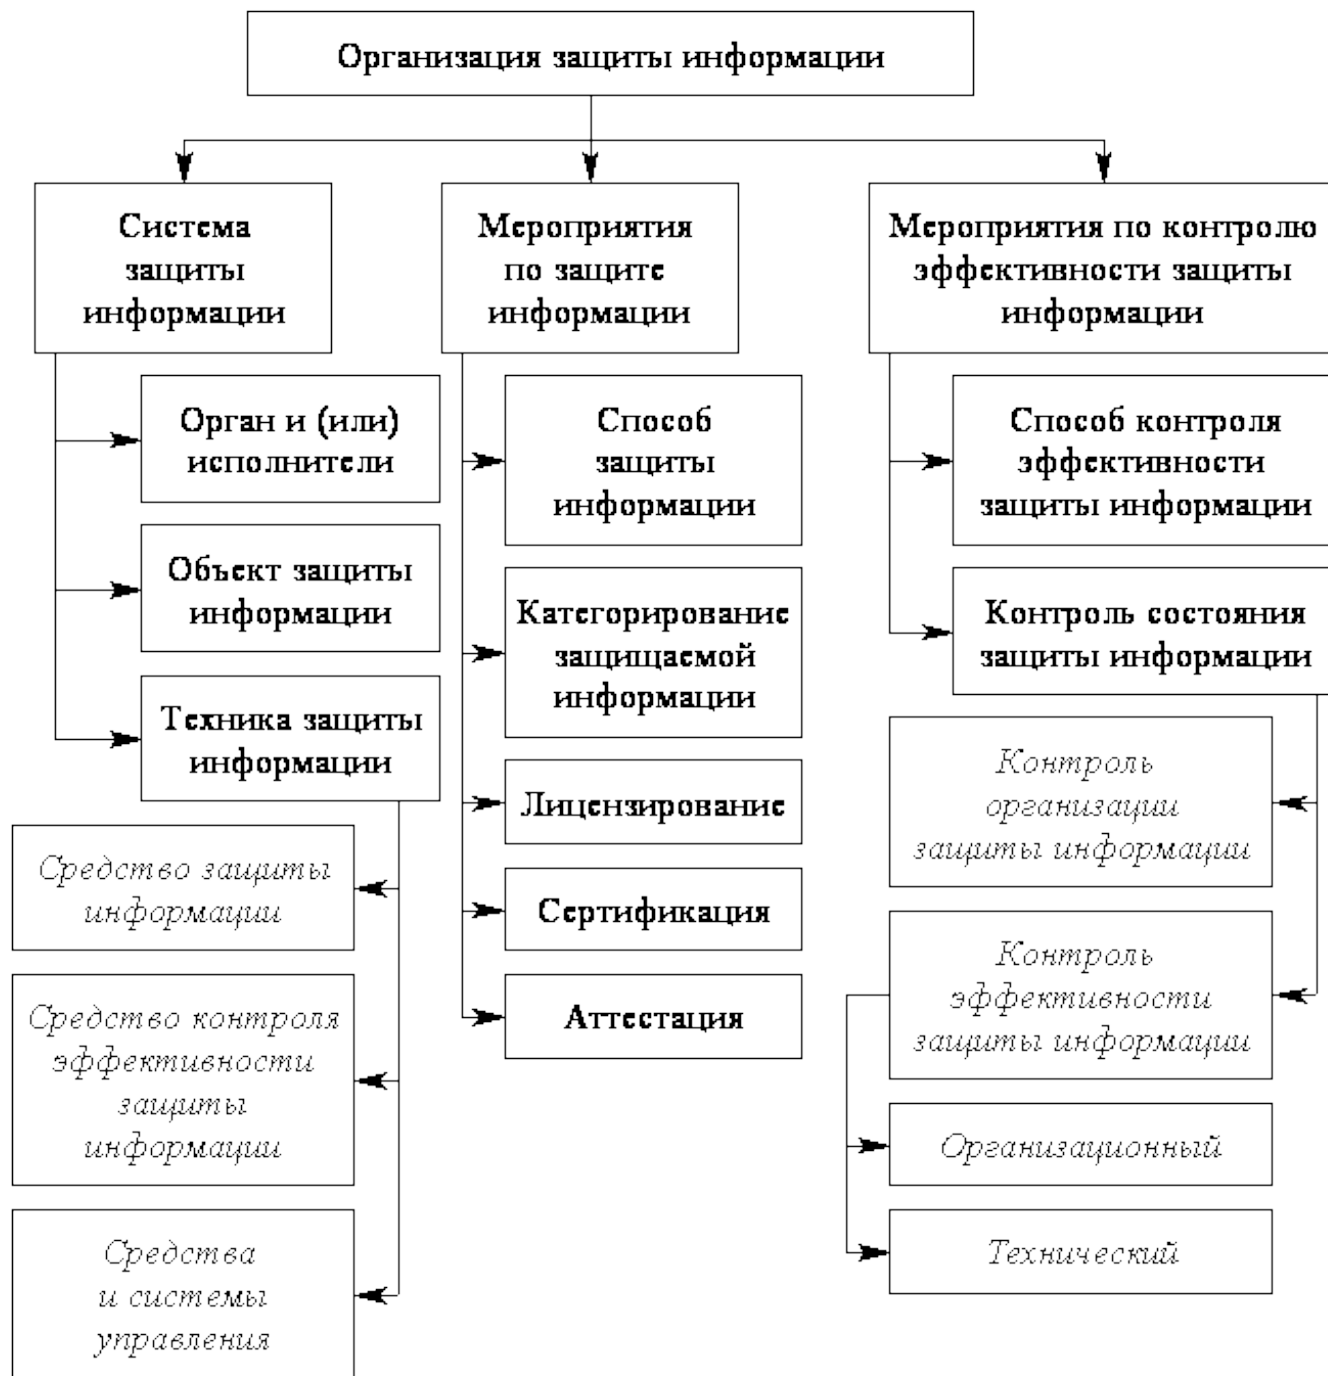 Организация защиты информации
Система
защиты
информации
Орган и (или)
исполнители
Объект защиты
информации
Техника защиты
информации
Средство защиты
информации
Средство контроля
эффективности
защиты
информации
Средства
и системы
управления
Мероприятия
по защите
информации
Способ
защиты
информации
Категорирование
защищаемой
информации
Лицензирование
Сертификация
Аттестация
Мероприятия по контролю
эффективности защиты
информации
Способ контроля
эффективности
защиты информации
Контроль состояния
защиты информации
Контроль
организации
защиты информации
Контроль
эффективности
защиты информации
Организационный
Технический